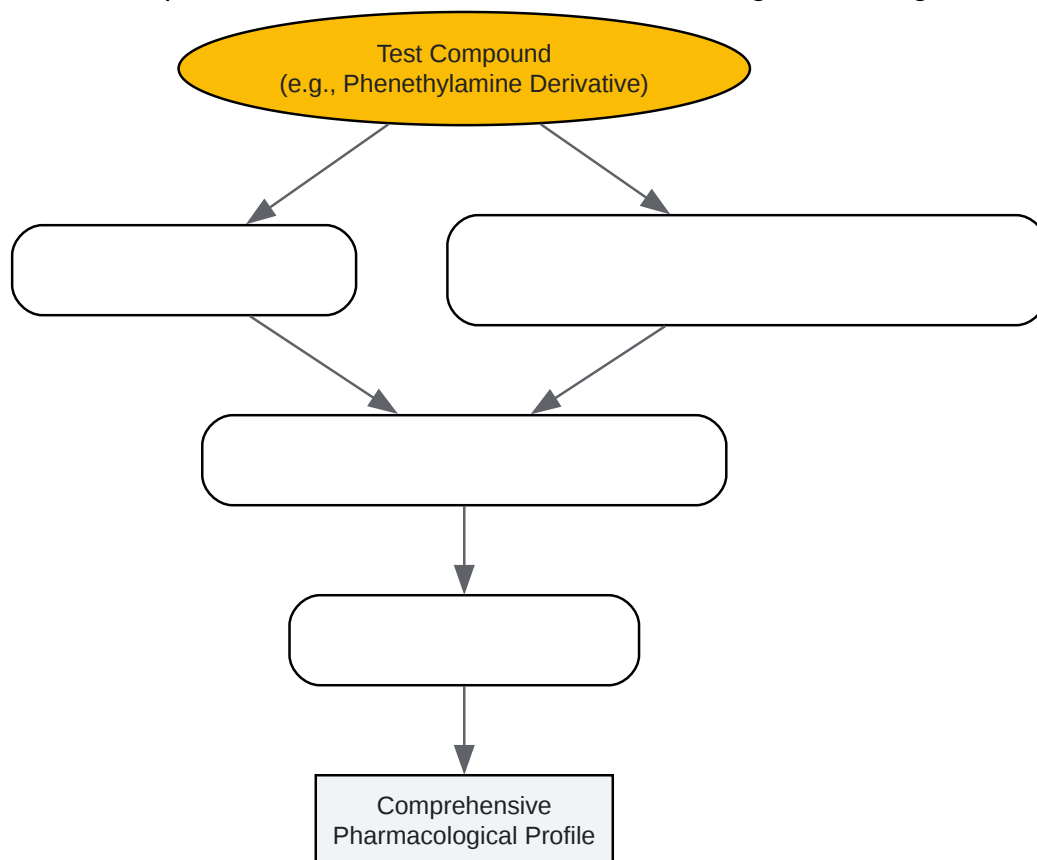 Test Compound
(e.g., Phenethylamine Derivative)
Comprehensive
Pharmacological Profile